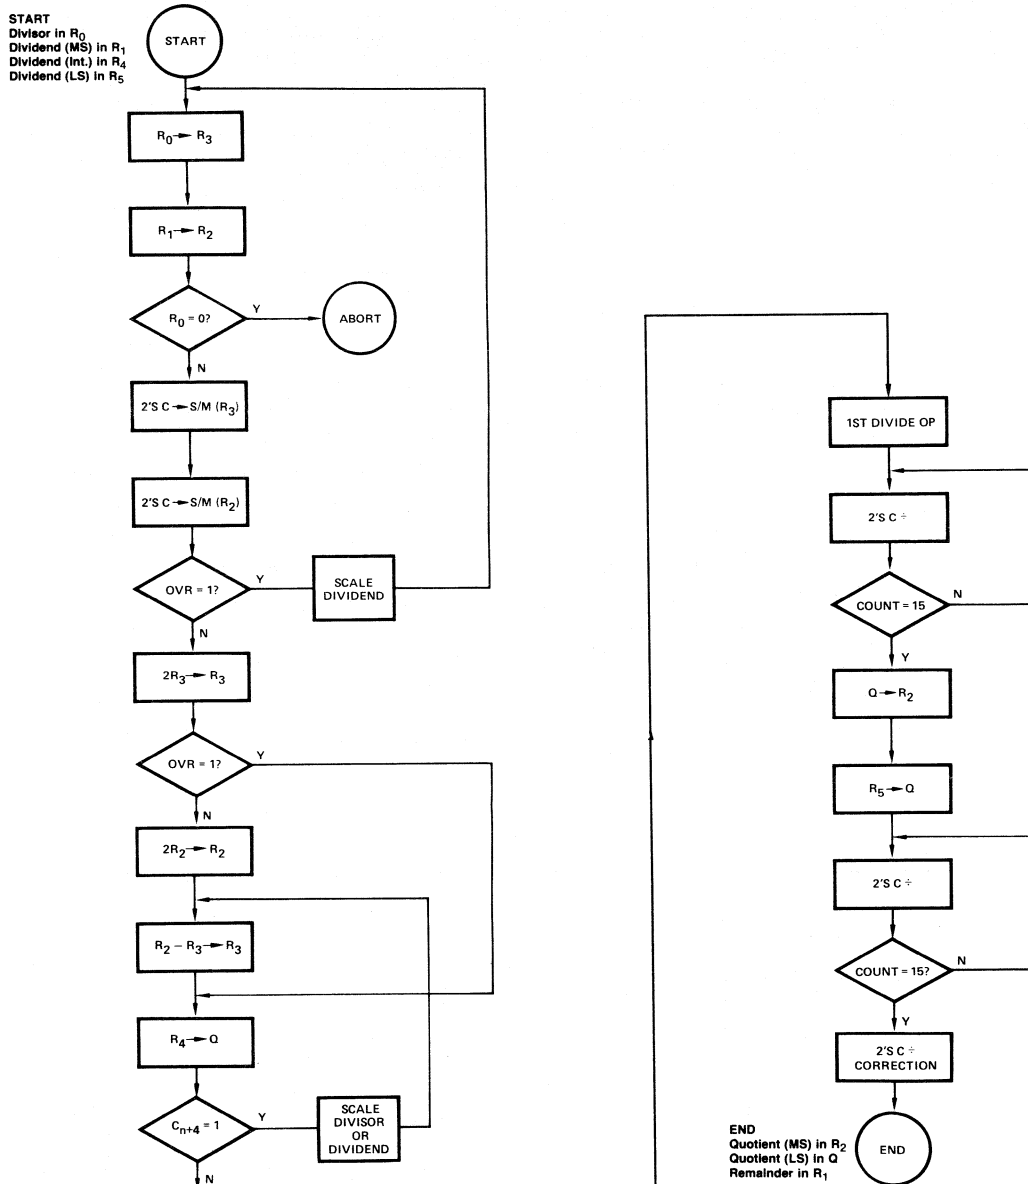 START
Divisor in R0
Dividend (MS) in R1
Dividend (Int.) in R4
Dividend (LS) in R5
START
R0 → R3
R1 → R2
R0 = 0?
Y
ABORT
N
2'S C → S/M (R3)
2'S C → S/M (R2)
OVR = 1?
Y
SCALE
DIVIDEND
N
2R3 → R3
OVR = 1?
Y
N
2R2 → R2
R2 – R3 → R3
R4 → Q
Cn+4 = 1
Y
SCALE
DIVISOR
OR
DIVIDEND
N
1ST DIVIDE OP
2'S C ÷
COUNT = 15
N
Y
Q → R2
R5 → Q
2'S C ÷
COUNT = 15?
N
Y
2'S C ÷
CORRECTION
END
END
Quotient (MS) in R2
Quotient (LS) in Q
Remainder in R1